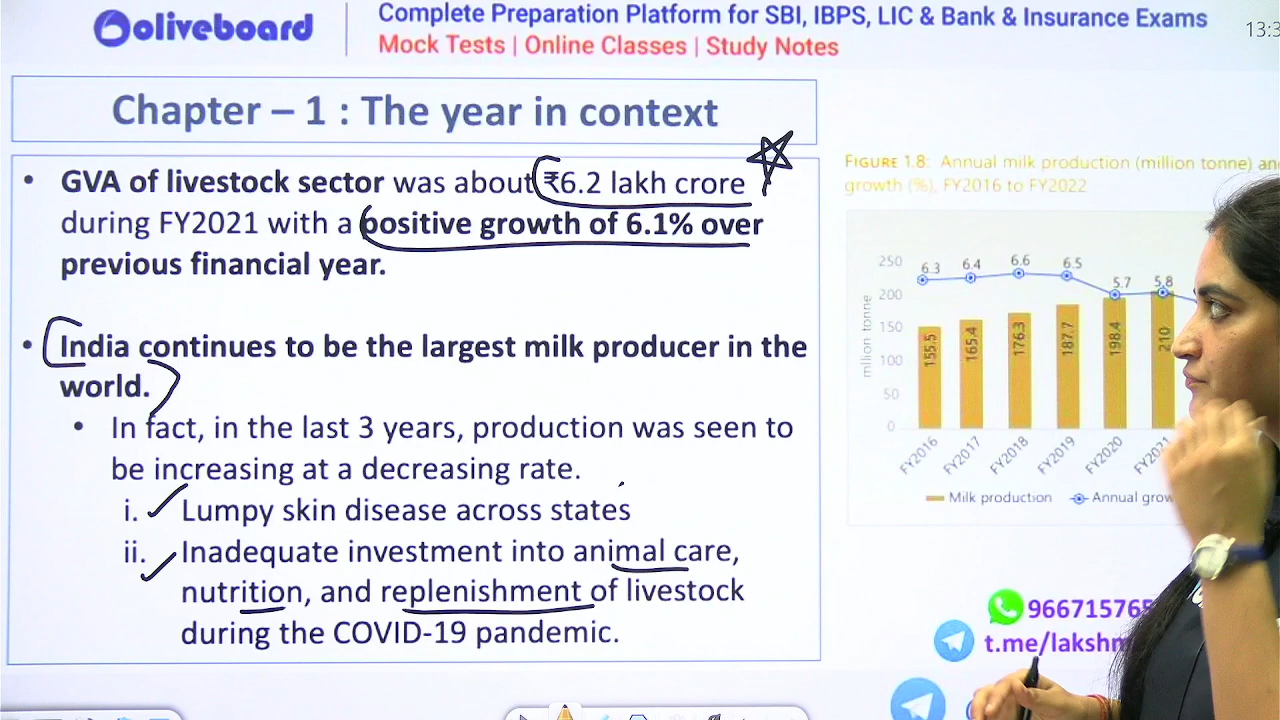 oliveboard
Complete Preparation Platform for SBI, IBPS, LIC & Bank & Insurance Exams
Mock Tests | Online Classes | Study Notes
13:3
Chapter – 1 : The year in context
• GVA of livestock sector was about ₹6.2 lakh crore
during FY2021 with a positive growth of 6.1% over
previous financial year.
• India continues to be the largest milk producer in the
world.
• In fact, in the last 3 years, production was seen to
be increasing at a decreasing rate.
i. Lumpy skin disease across states
ii. Inadequate investment into animal care,
nutrition, and replenishment of livestock
during the COVID-19 pandemic.
FIGURE 1.8: Annual milk production (million tonne) an
growth (%), FY2016 to FY2022
million tonne
250
200
150
100
50
0
6.3 6.4 6.6 6.5 5.7 5.8
155.5 165.4 176.3 187.7 198.4 210
FY2016 FY2017 FY2018 FY2019 FY2020 FY2021
Milk production Annual grow
966715765
t.me/lakshm